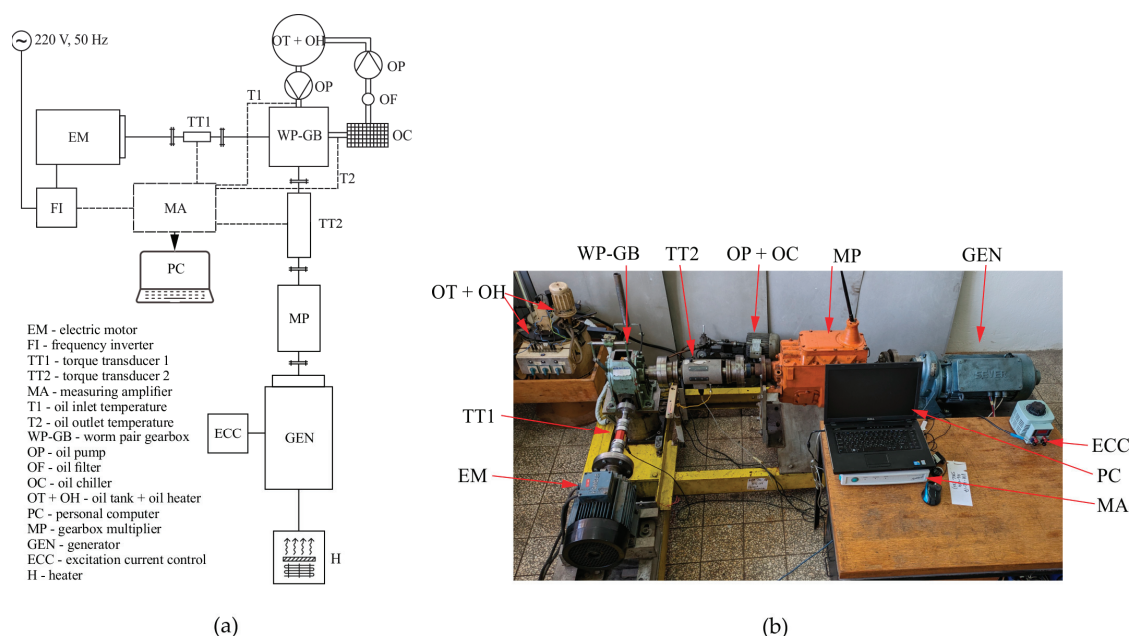 220 V, 50 Hz
OT + OH
OP
OP
T1
OF
TT1
EM
WP-GB
OC
T2
FI
MA
TT2
PC
MP
EM - electric motor
FI - frequency inverter
TT1 - torque transducer 1
TT2 - torque transducer 2
MA - measuring amplifier
T1 - oil inlet temperature
T2 - oil outlet temperature
WP-GB - worm pair gearbox
OP - oil pump
OF - oil filter
OC - oil chiller
OT + OH - oil tank + oil heater
PC - personal computer
MP - gearbox multiplier
GEN - generator
ECC - excitation current control
H - heater
ECC
GEN
H
(a)
WP-GB
TT2
OP + OC
MP
GEN
OT + OH
SEVER
TT1
ECC
EM
PC
MA
(b)